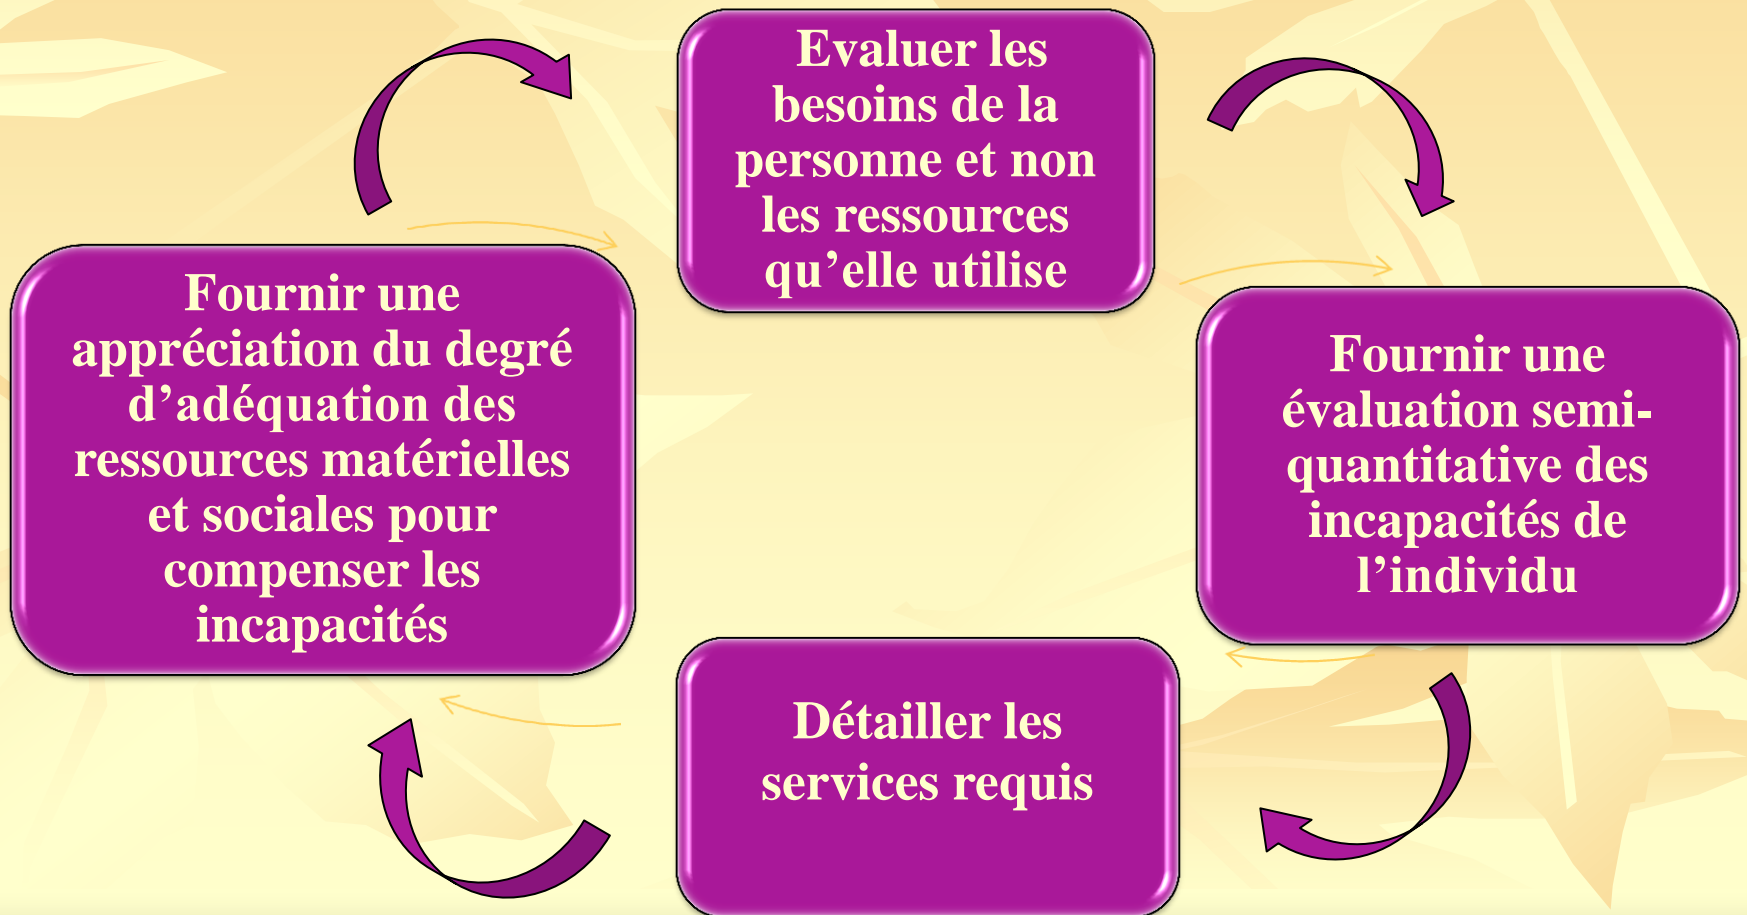 Evaluer les
besoins de la
personne et non
les ressources
qu’elle utilise
Fournir une
évaluation semi-
quantitative des
incapacités de
l’individu
Détailler les
services requis
Fournir une
appréciation du degré
d’adéquation des
ressources matérielles
et sociales pour
compenser les
incapacités